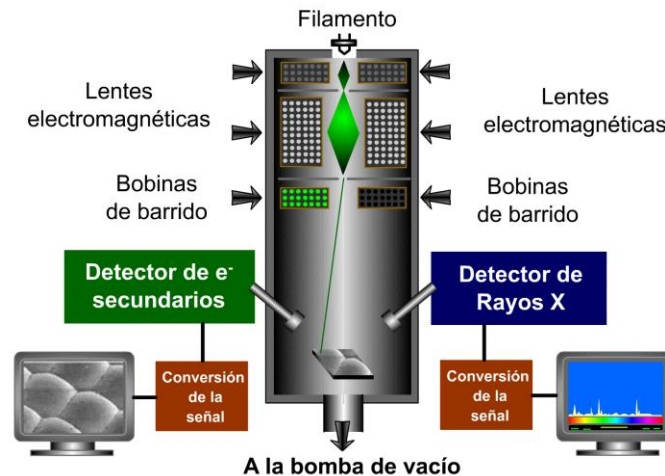 Filamento
Lentes
electromagnéticas
Lentes
electromagnéticas
Bobinas
de barrido
Bobinas
de barrido
Detector de e-
secundarios
Detector de
Rayos X
Conversión
de la
señal
Conversión
de la
señal
A la bomba de vacío